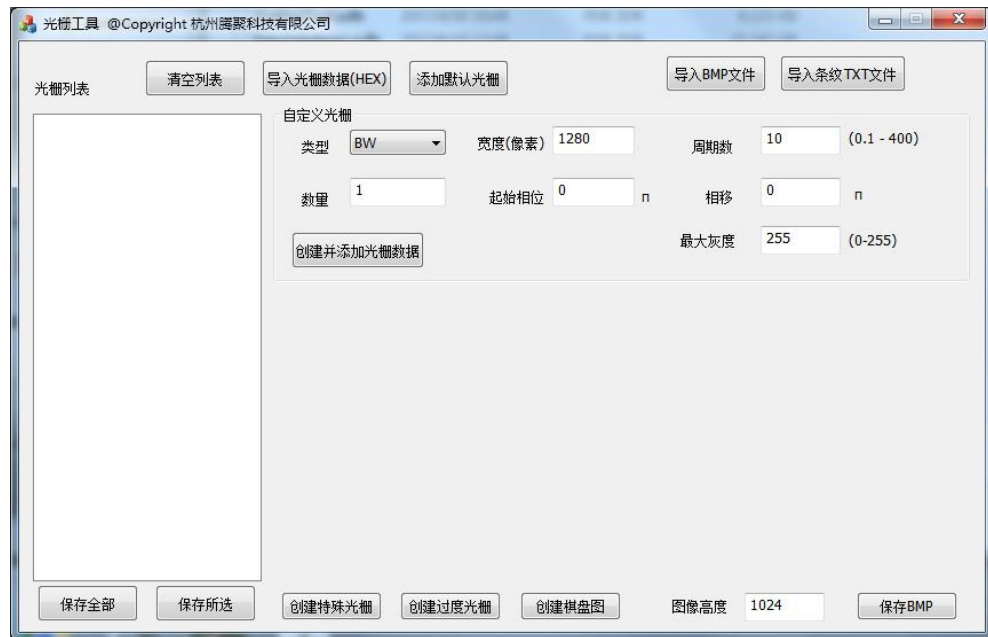 光栅工具 @Copyright 杭州腾聚科技有限公司
光栅列表
清空列表
导入光栅数据(HEX)
添加默认光栅
导入BMP文件
导入条纹TXT文件
自定义光栅
类型 BW 宽度(像素) 1280 周期数 10 (0.1 - 400)
数量 1 起始相位 0 π 相移 0 π
创建并添加光栅数据 最大灰度 255 (0-255)
保存全部 保存所选 创建特殊光栅 创建过度光栅 创建棋盘图 图像高度 1024 保存BMP